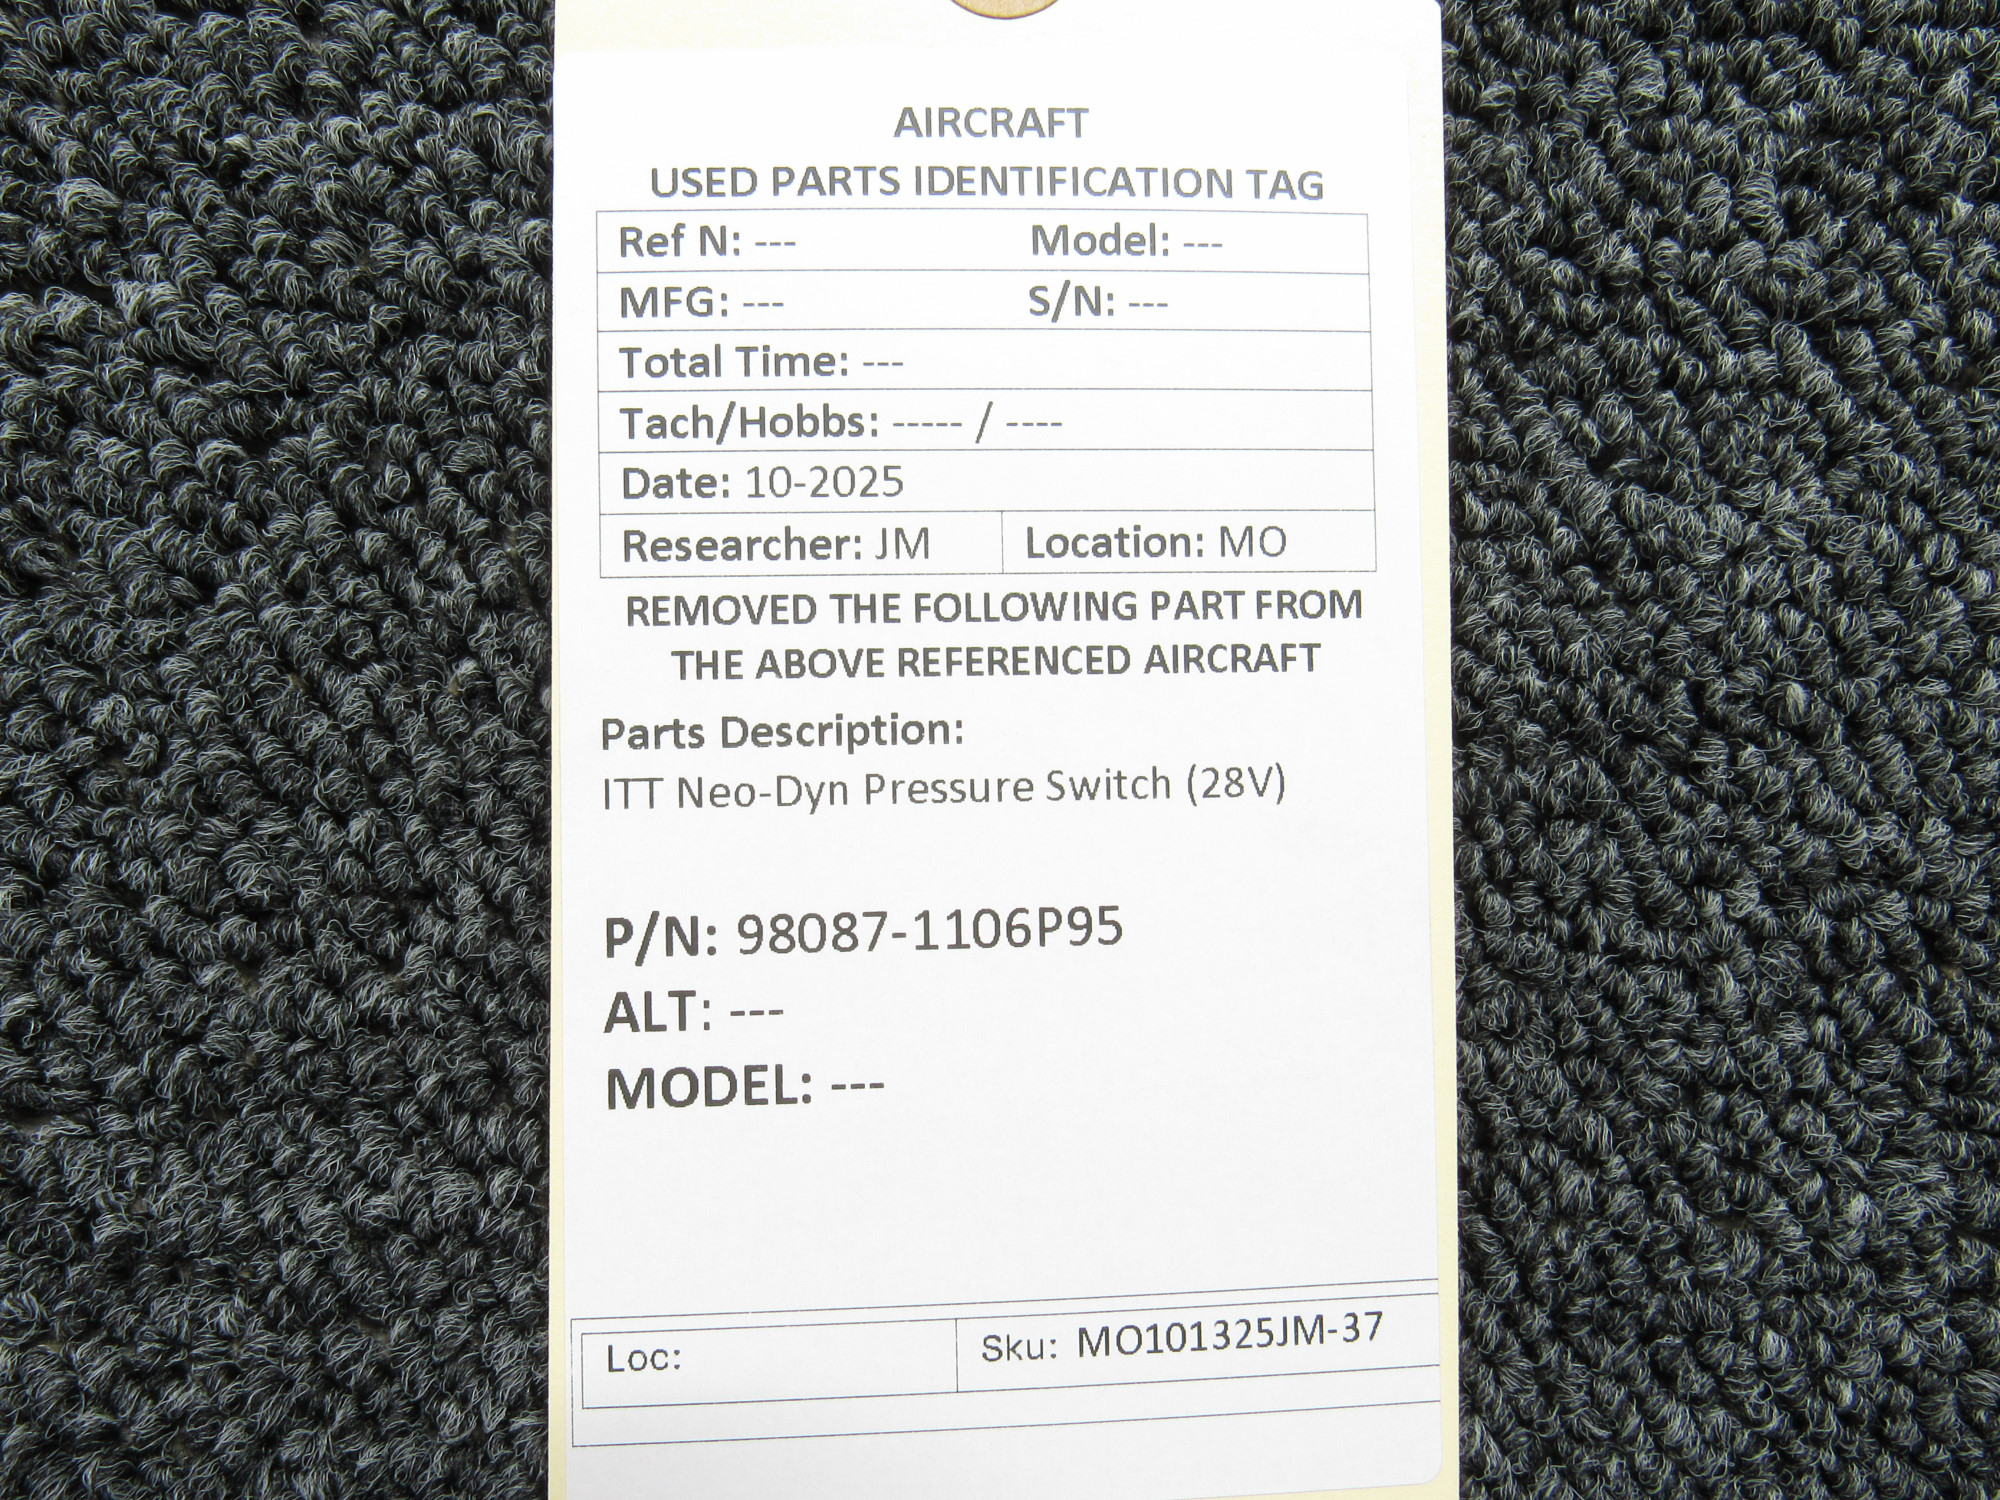 AIRCRAFT
USED PARTS IDENTIFICATION TAG
Ref N: --- Model: ---
MFG: --- S/N: ---
Total Time: ---
Tach/Hobbs: ----- / ----
Date: 10-2025
Researcher: JM Location: MO
REMOVED THE FOLLOWING PART FROM
THE ABOVE REFERENCED AIRCRAFT
Parts Description:
ITT Neo-Dyn Pressure Switch (28V)
P/N: 98087-1106P95
ALT: ---
MODEL: ---
Loc: Sku: MO101325JM-37